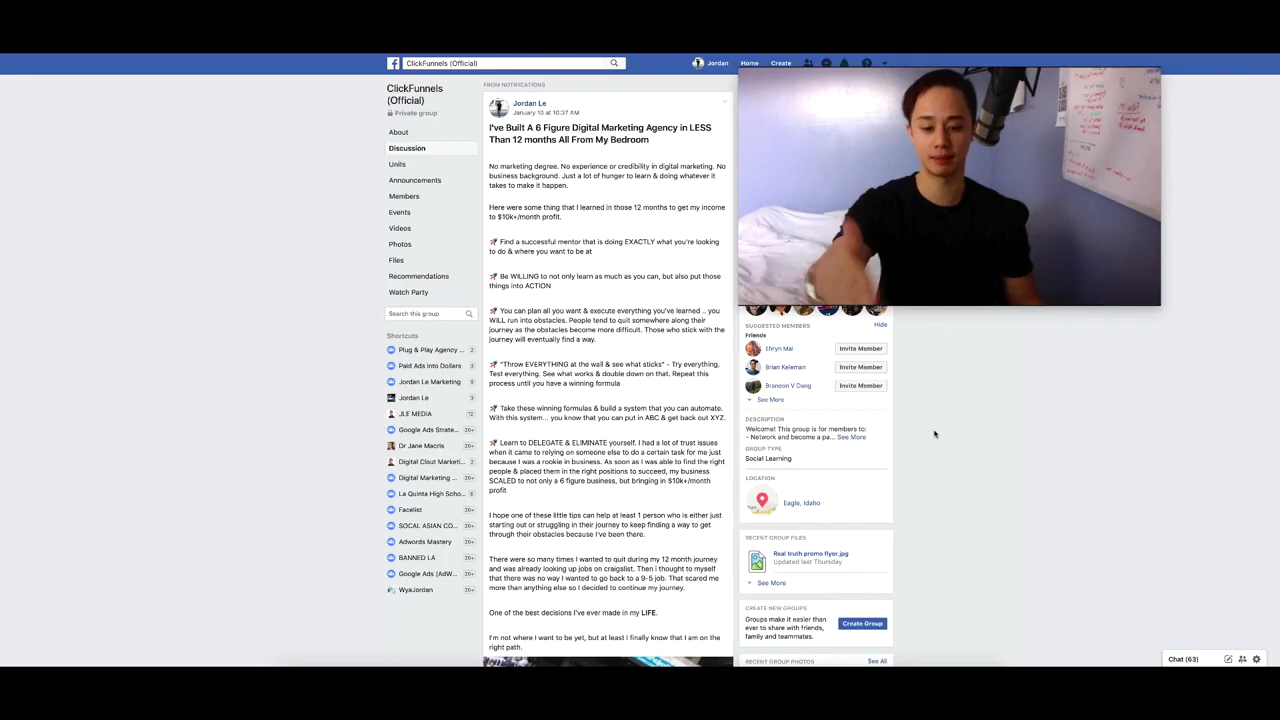 ClickFunnels (Official)
Jordan
Home
Create
ClickFunnels
(Official)
Private group
About
Discussion
Units
Announcements
Members
Events
Videos
Photos
Files
Recommendations
Watch Party
Search this group
Shortcuts
Plug & Play Agency ... 2
Paid Ads into Dollars 3
Jordan Le Marketing 5
Jordan Le 3
JLE MEDIA 12
Google Ads Strate... 20+
Dr Jane Macris 20+
Digital Clout Marketi... 2
Digital Marketing ... 20+
La Quinta High Scho... 6
Facelist 20+
SOCAL ASIAN CO... 20+
Adwords Mastery 20+
BANNED LA 20+
Google Ads (AdW... 20+
WyaJordan 20+
FROM NOTIFICATIONS
Jordan Le
January 10 at 10:37 AM
I've Built A 6 Figure Digital Marketing Agency in LESS
Than 12 months All From My Bedroom
No marketing degree. No experience or credibility in digital marketing. No
business background. Just a lot of hunger to learn & doing whatever it
takes to make it happen.
Here were some thing that I learned in those 12 months to get my income
to $10k+/month profit.
🚀 Find a successful mentor that is doing EXACTLY what you're looking
to do & where you want to be at
🚀 Be WILLING to not only learn as much as you can, but also put those
things into ACTION
🚀 You can plan all you want & execute everything you've learned .. you
WILL run into obstacles. People tend to quit somewhere along their
journey as the obstacles become more difficult. Those who stick with the
journey will eventually find a way.
🚀 "Throw EVERYTHING at the wall & see what sticks" - Try everything.
Test everything. See what works & double down on that. Repeat this
process until you have a winning formula
🚀 Take these winning formulas & build a system that you can automate.
With this system... you know that you can put in ABC & get back out XYZ.
🚀 Learn to DELEGATE & ELIMINATE yourself. I had a lot of trust issues
when it came to relying on someone else to do a certain task for me just
because I was a rookie in business. As soon as I was able to find the right
people & placed them in the right positions to succeed, my business
SCALED to not only a 6 figure business, but bringing in $10k+/month
profit
I hope one of these little tips can help at least 1 person who is either just
starting out or struggling in their journey to keep finding a way to get
through their obstacles because I've been there.
There were so many times I wanted to quit during my 12 month journey
and was already looking up jobs on craigslist. Then i thought to myself
that there was no way I wanted to go back to a 9-5 job. That scared me
more than anything else so I decided to continue my journey.
One of the best decisions I've ever made in my LIFE.
I'm not where I want to be yet, but at least I finally know that I am on the
right path.
SUGGESTED MEMBERS
Hide
Friends
Ehryn Mai
Invite Member
Brian Keleman
Invite Member
Brandon V Dang
Invite Member
See More
DESCRIPTION
Welcome! This group is for members to:
- Network and become a pa... See More
GROUP TYPE
Social Learning
LOCATION
Eagle, Idaho
RECENT GROUP FILES
Real truth promo flyer.jpg
Updated last Thursday
See More
CREATE NEW GROUPS
Groups make it easier than
ever to share with friends,
family and teammates.
Create Group
RECENT GROUP PHOTOS
See All
Chat (63)